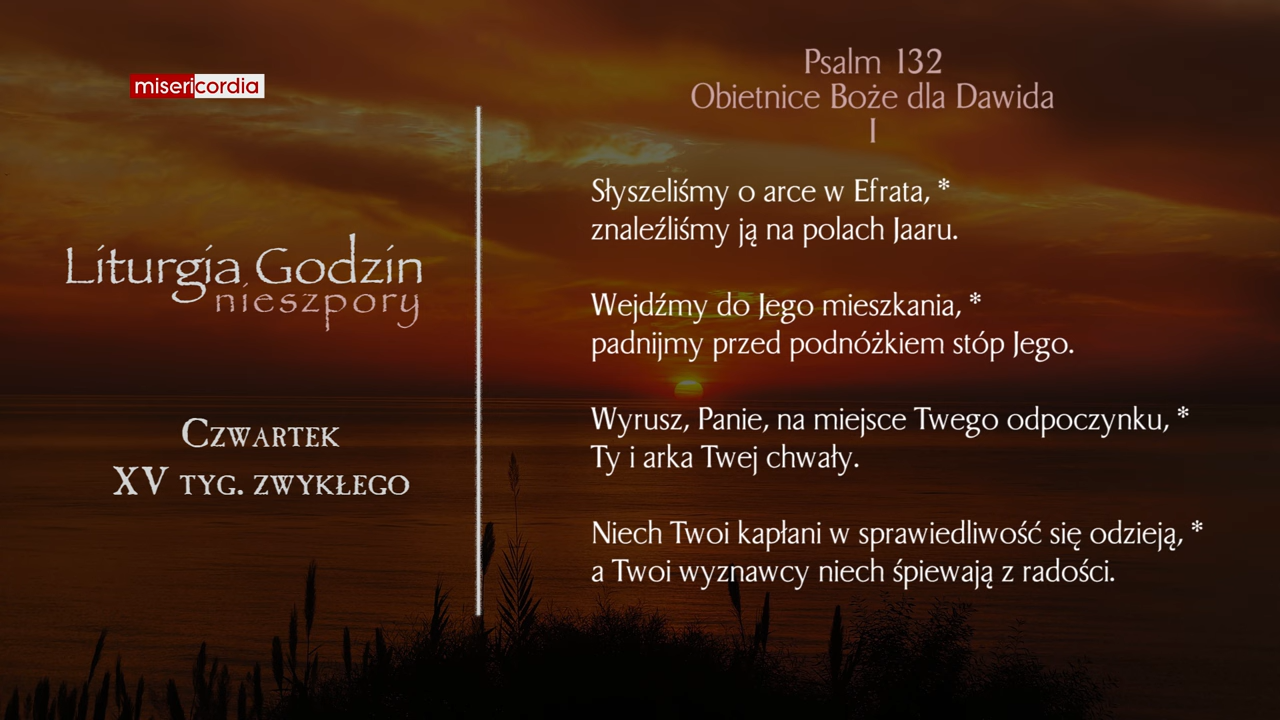 misericordia
Liturgia Godzin
nieszpory
Czwartek
XV tyg. zwykłego
Psalm 132
Obietnice Boże dla Dawida
I
Słyszeliśmy o arce w Efrata, *
znaleźliśmy ją na polach Jaaru.
Wejdźmy do Jego mieszkania, *
padnijmy przed podnóżkiem stóp Jego.
Wyrusz, Panie, na miejsce Twego odpoczynku, *
Ty i arka Twej chwały.
Niech Twoi kapłani w sprawiedliwość się odzieją, *
a Twoi wyznawcy niech śpiewają z radości.